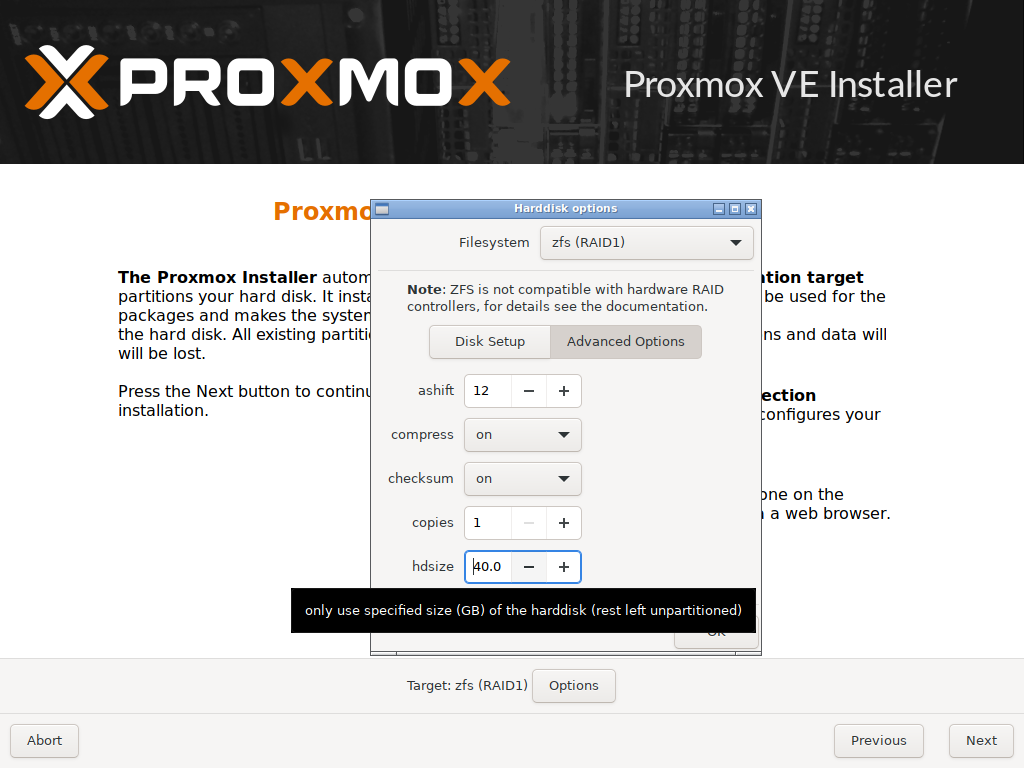 PROXMOX
Proxmox VE Installer
Harddisk options
Proxmo
Filesystem zfs (RAID1)
The Proxmox Installer autom
partitions your hard disk. It insta
packages and makes the system
the hard disk. All existing partitio
will be lost.
Press the Next button to continu
installation.
Note: ZFS is not compatible with hardware RAID
controllers, for details see the documentation.
Disk Setup Advanced Options
ashift 12 − +
compress on
checksum on
copies 1 − +
hdsize 40.0 − +
ation target
be used for the
ns and data will
ection
configures your
one on the
a web browser.
only use specified size (GB) of the harddisk (rest left unpartitioned)
OK
Target: zfs (RAID1) Options
Abort Previous Next